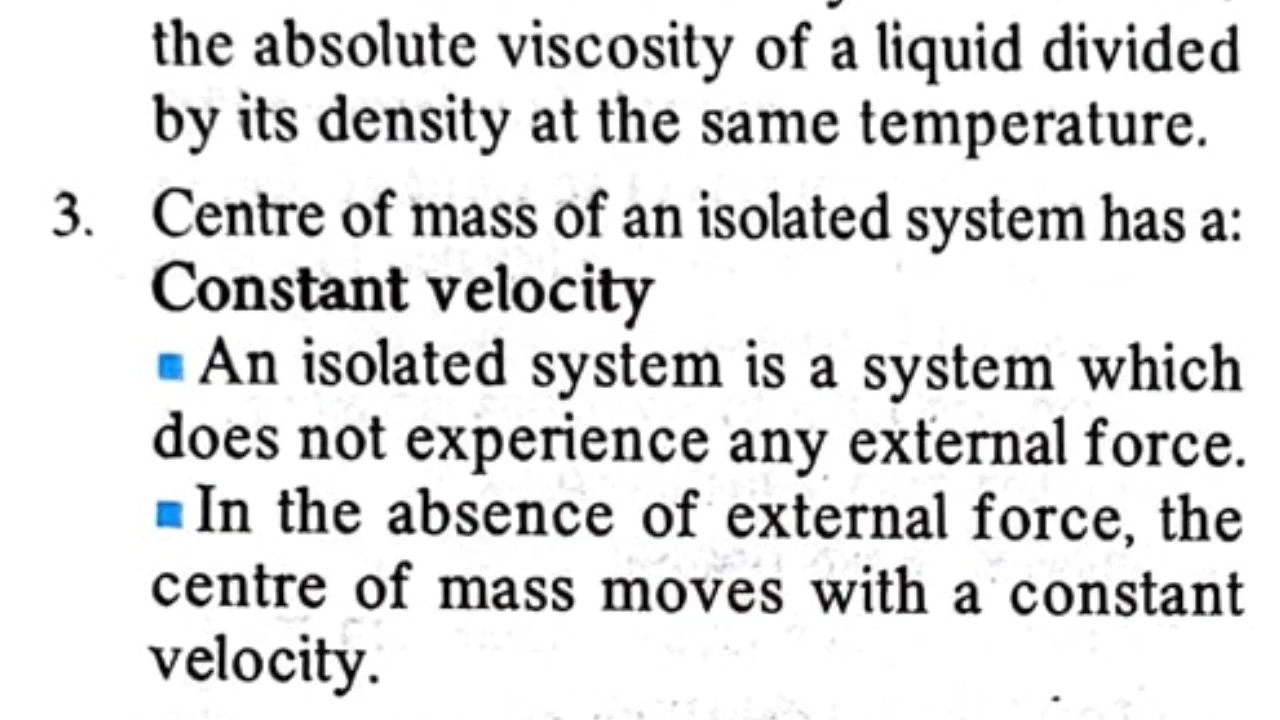 the absolute viscosity of a liquid divided
by its density at the same temperature.
3. Centre of mass of an isolated system has a:
Constant velocity
■ An isolated system is a system which
does not experience any external force.
■ In the absence of external force, the
centre of mass moves with a constant
velocity.